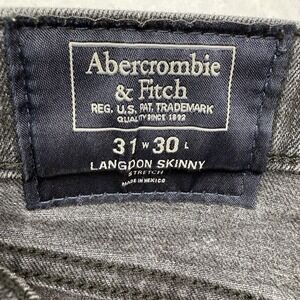 Abercrombie
& Fitch
REG. U.S. PAT. TRADEMARK
QUALITY SINCE 1892
31 W 30 L
LANGDON SKINNY
STRETCH
MADE IN MEXICO